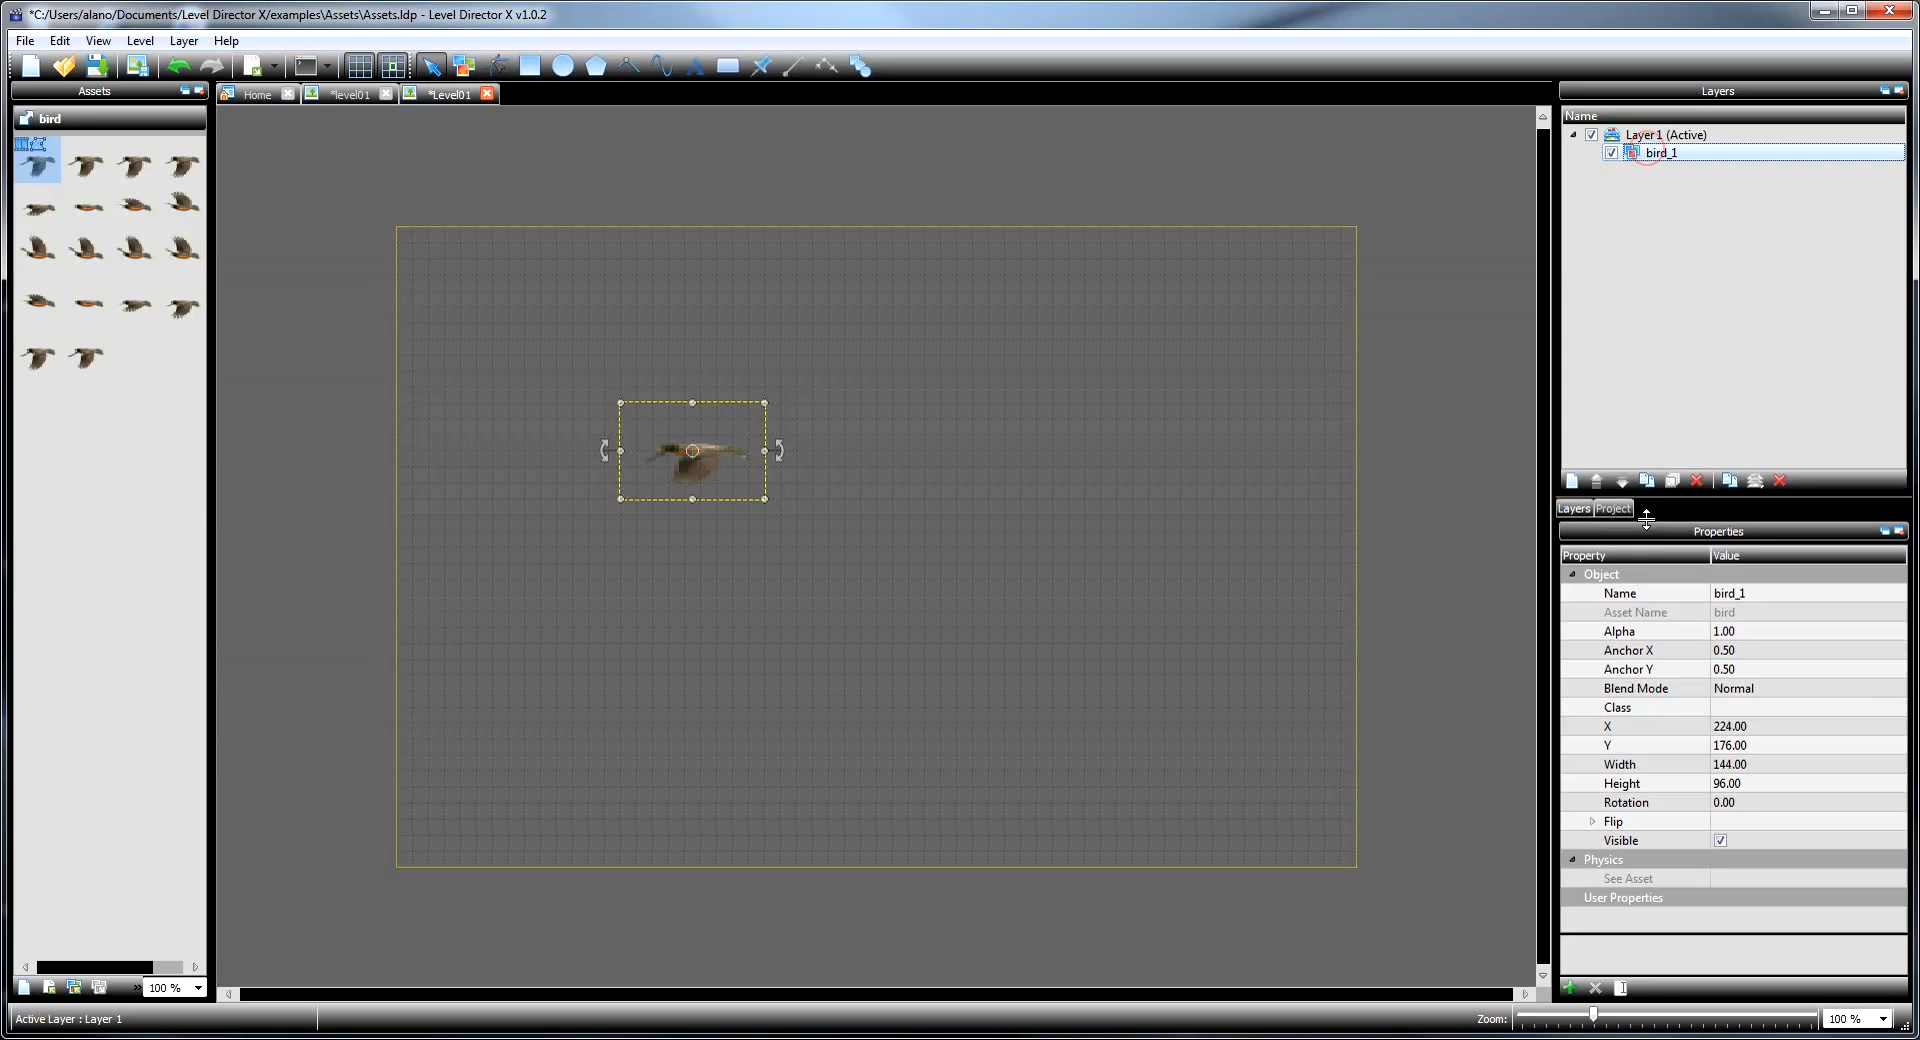 *C:/Users/alano/Documents/Level Director X/examples\Assets\Assets.ldp - Level Director X v1.0.2
File Edit View Level Layer Help
Assets
bird
Home *level01 *Level01
Layers
Name
Layer1 (Active)
bird_1
Layers Project
Properties
Property Value
Object
Name bird_1
Asset Name bird
Alpha 1.00
Anchor X 0.50
Anchor Y 0.50
Blend Mode Normal
Class
X 224.00
Y 176.00
Width 144.00
Height 96.00
Rotation 0.00
Flip
Visible
Physics
See Asset
User Properties
» 100 %
Active Layer : Layer 1
Zoom: 100 %